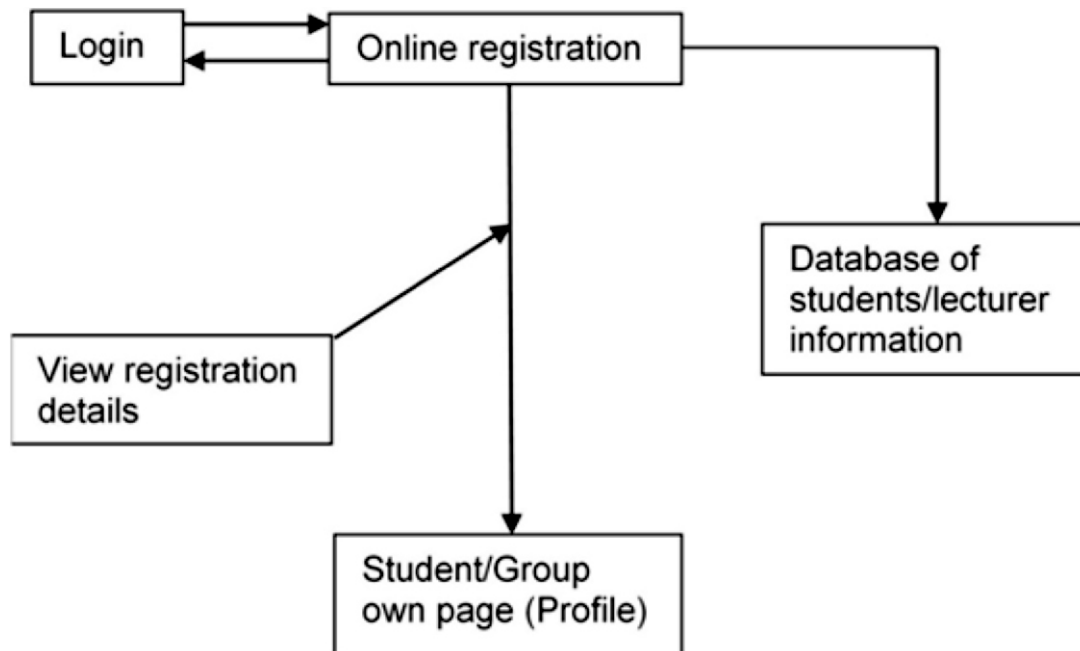 Login
Online registration
Database of
students/lecturer
information
View registration
details
Student/Group
own page (Profile)